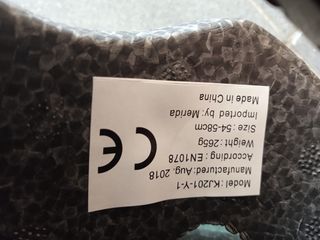 Model : KJ201-Y-1
Manufactured: Aug. 2018
According : EN1078
Weight : 265g
Size : 54-58cm
Imported by: Merida
Made in China
CE